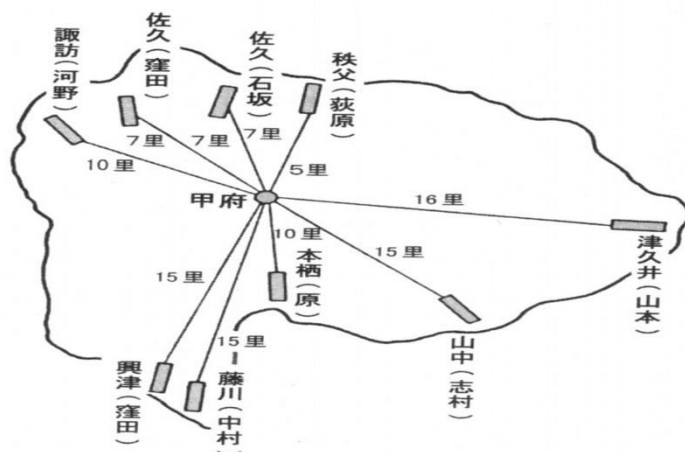 諏訪（河野）
佐久（窪田）
佐久（石坂）
秩父（荻原）
7里
7里
7里
10里
5里
甲府
16里
10里
15里
津久井（山本）
本栖（原）
15里
15里
山中（志村）
興津（窪田）
藤川（中村